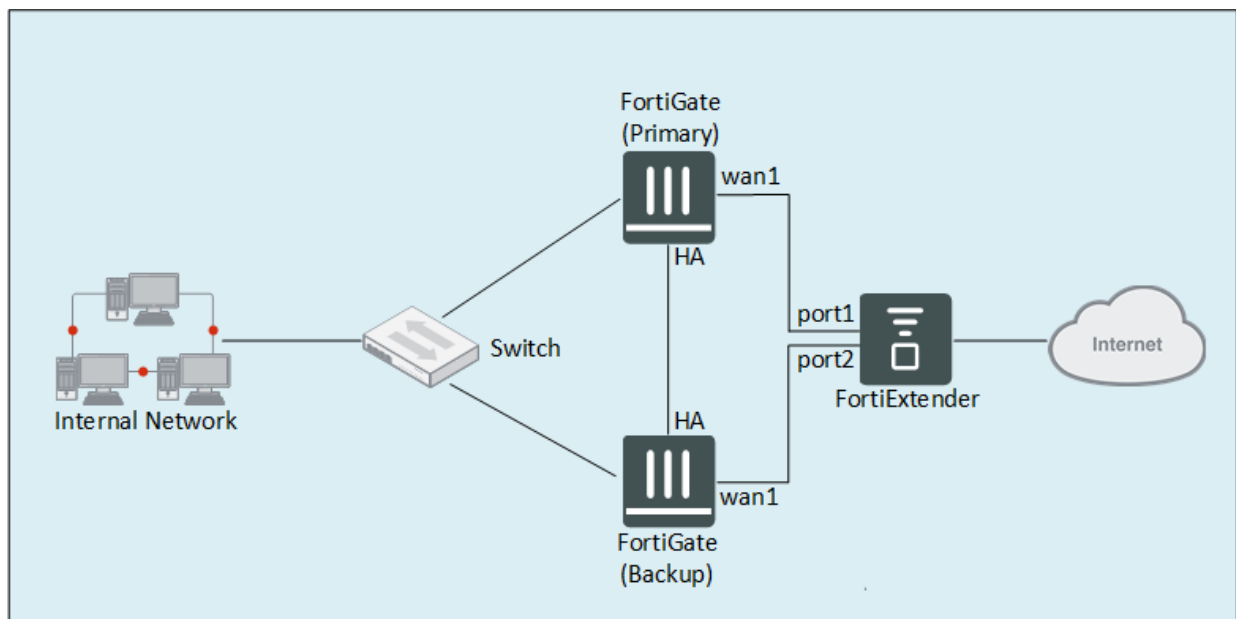 FortiGate
(Primary)
wan1
HA
port1
Switch
Internet
port2
FortiExtender
Internal Network
HA
wan1
FortiGate
(Backup)